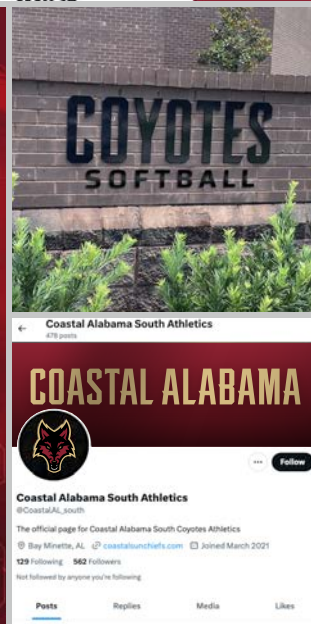 COYOTES
SOFTBALL
Coastal Alabama South Athletics
478 posts
COASTAL ALABAMA
Follow
Coastal Alabama South Athletics
@CoastalAL_south
The official page for Coastal Alabama South Coyotes Athletics
Bay Minette, AL coastalsunchiefs.com Joined March 2021
129 Following 562 Followers
Not followed by anyone you're following
Posts Replies Media Likes